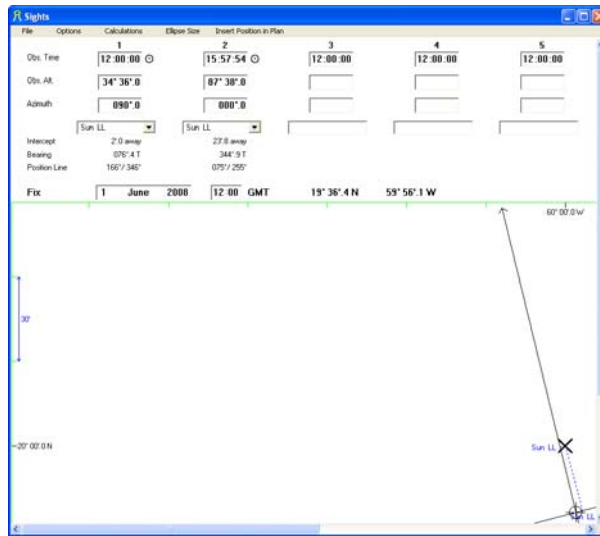 Sights
File Options Calculations Ellipse Size Insert Position in Plan
1 2 3 4 5
Obs. Time 12:00:00 15:57:54 12:00:00 12:00:00 12:00:00
Obs. Alt. 34° 36'.0 87° 38'.0
Azimuth 090°.0 000°.0
Sun LL Sun LL
Intercept 2'.0 away 23'.8 away
Bearing 076°.4 T 344°.9 T
Position Line 166°/ 346° 075°/ 255°
Fix 1 June 2008 12 00 GMT 19° 36'.4 N 59° 56'.1 W
60° 00'.0 W
30'
20° 00'.0 N
Sun LL
Sun LL